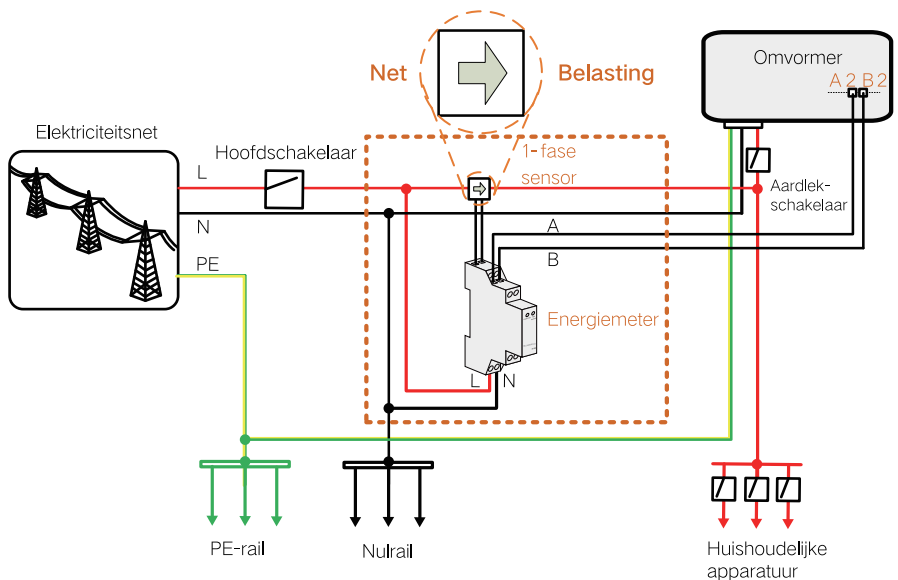 Net
Belasting
Omvormer
A 2 B 2
Elektriciteitsnet
Hoofdschakelaar
1-fase
sensor
L
Aardlek-
schakelaar
N
A
B
PE
Energiemeter
L
N
PE-rail
Nulrail
Huishoudelijke
apparatuur